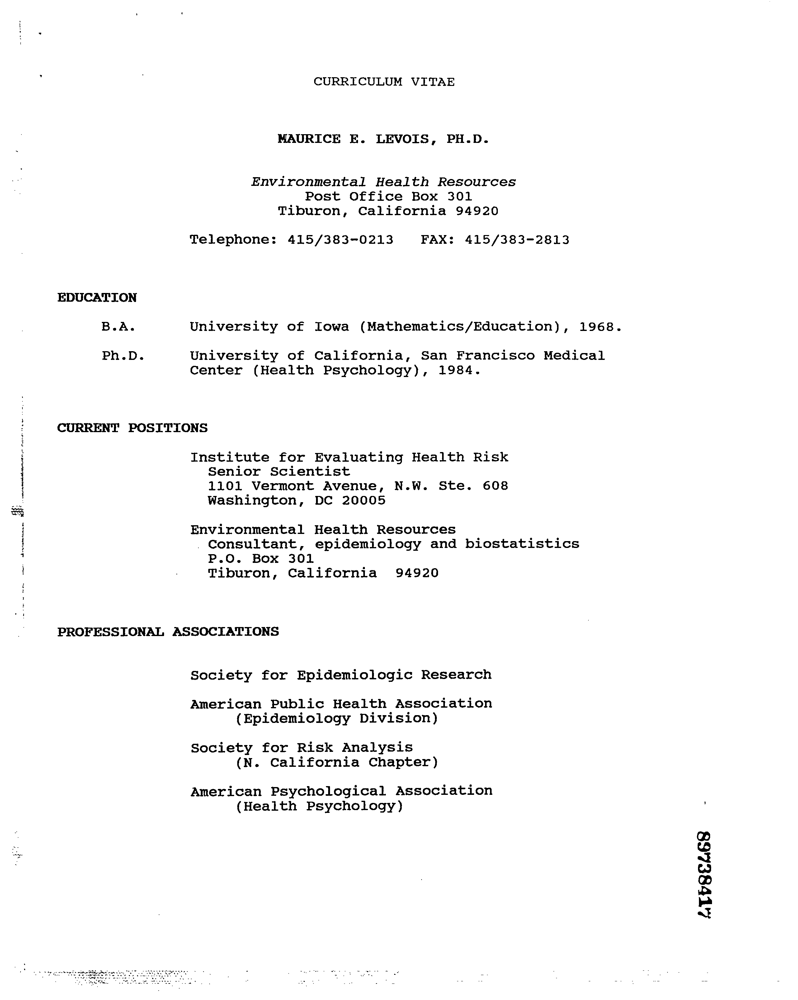 CURRICULUM VITAE
MAURICE E. LEVOIS, PH.D.
Environmental Health Resources
Post Office Box 301
Tiburon, California 94920
Telephone: 415/383-0213 FAX: 415/383-2813
EDUCATION
B.A. University of Iowa (Mathematics/Education), 1968.
Ph.D. University of California, San Francisco Medical
Center (Health Psychology), 1984.
CURRENT POSITIONS
Institute for Evaluating Health Risk
Senior Scientist
1101 Vermont Avenue, N.W. Ste. 608
Washington, DC 20005
Environmental Health Resources
Consultant, epidemiology and biostatistics
P.O. Box 301
Tiburon, California 94920
PROFESSIONAL ASSOCIATIONS
Society for Epidemiologic Research
American Public Health Association
(Epidemiology Division)
Society for Risk Analysis
(N. California Chapter)
American Psychological Association
(Health Psychology)
89738417